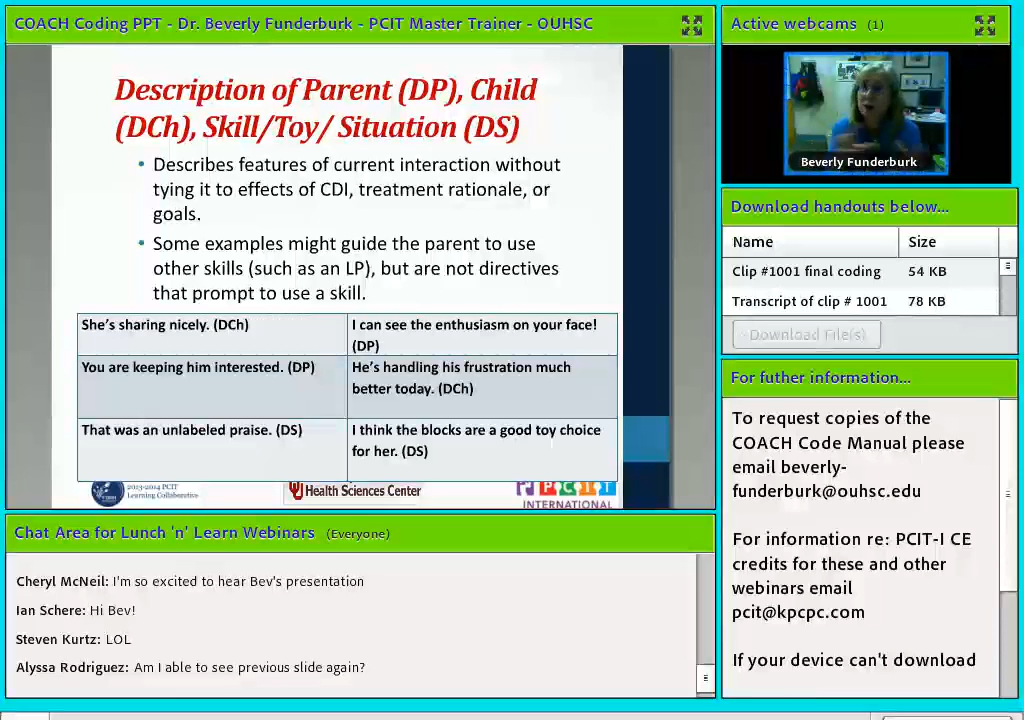 COACH Coding PPT - Dr. Beverly Funderburk - PCIT Master Trainer - OUHSC
Description of Parent (DP), Child
(DCh), Skill/Toy/ Situation (DS)
• Describes features of current interaction without
tying it to effects of CDI, treatment rationale, or
goals.
• Some examples might guide the parent to use
other skills (such as an LP), but are not directives
that prompt to use a skill.
She's sharing nicely. (DCh)
I can see the enthusiasm on your face!
(DP)
You are keeping him interested. (DP)
He's handling his frustration much
better today. (DCh)
That was an unlabeled praise. (DS)
I think the blocks are a good toy choice
for her. (DS)
2013-2014 PCIT
Learning Collaborative
Health Sciences Center
PCIT
INTERNATIONAL
Chat Area for Lunch 'n' Learn Webinars (Everyone)
Cheryl McNeil: I'm so excited to hear Bev's presentation
Ian Schere: Hi Bev!
Steven Kurtz: LOL
Alyssa Rodriguez: Am I able to see previous slide again?
Active webcams (1)
Beverly Funderburk
Download handouts below...
Name Size
Clip #1001 final coding 54 KB
Transcript of clip # 1001 78 KB
Download File(s)
For futher information...
To request copies of the
COACH Code Manual please
email beverly-
funderburk@ouhsc.edu
For information re: PCIT-I CE
credits for these and other
webinars email
pcit@kpcpc.com
If your device can't download